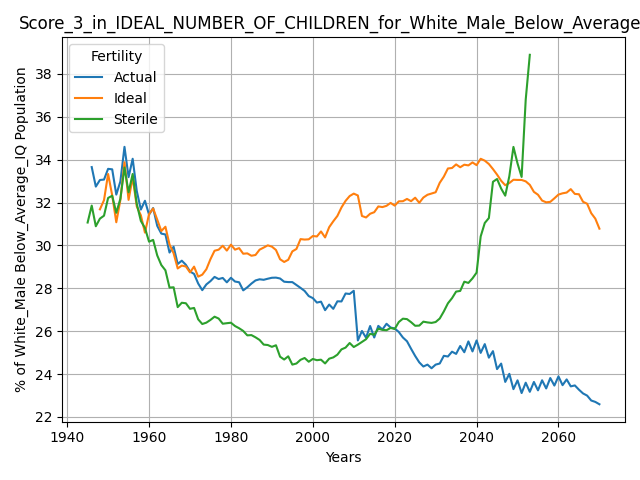 Score_3_in_IDEAL_NUMBER_OF_CHILDREN_for_White_Male_Below_Average
Fertility
Actual
Ideal
Sterile
% of White_Male Below_Average_IQ Population
38
36
34
32
30
28
26
24
22
1940 1960 1980 2000 2020 2040 2060
Years